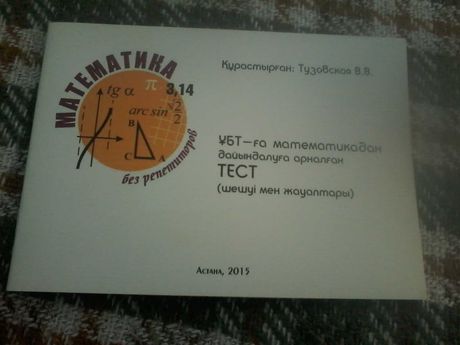 Құрастырған: Тузовская В.В.
МАТЕМАТИКА
π 3,14
tg α
arc sin √2/2
B
C A
без репетиторов
ҰБТ–ға математикадан
дайындалуға арналған
ТЕСТ
(шешуі мен жауаптары)
Астана, 2015